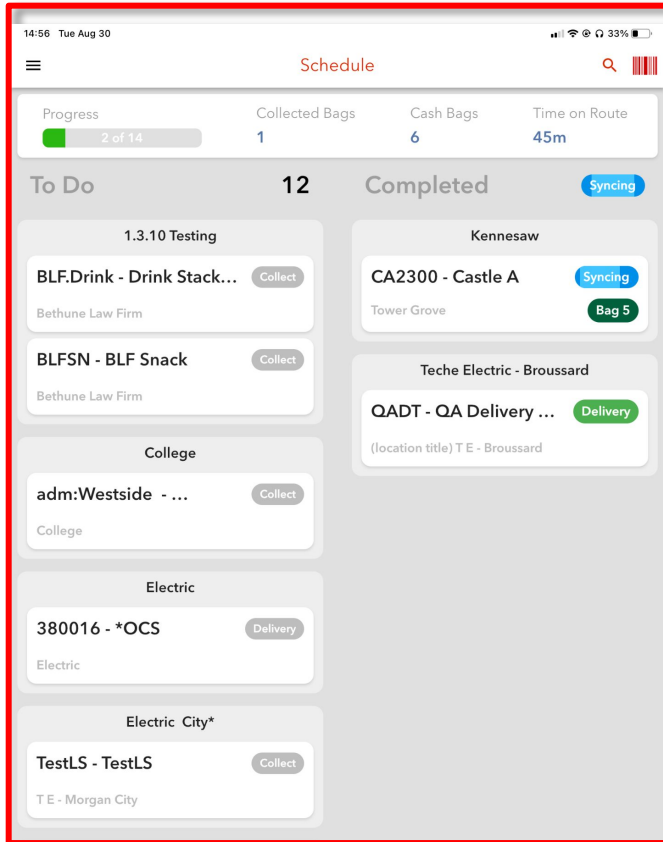 14:56 Tue Aug 30
33%
Schedule
Progress
2 of 14
Collected Bags
1
Cash Bags
6
Time on Route
45m
To Do
12
1.3.10 Testing
BLF.Drink - Drink Stack...
Collect
Bethune Law Firm
BLFSN - BLF Snack
Collect
Bethune Law Firm
College
adm:Westside - ...
Collect
College
Electric
380016 - *OCS
Delivery
Electric
Electric City*
TestLS - TestLS
Collect
T E - Morgan City
Completed
Syncing
Kennesaw
CA2300 - Castle A
Syncing
Tower Grove
Bag 5
Teche Electric - Broussard
QADT - QA Delivery ...
Delivery
(location title) T E - Broussard